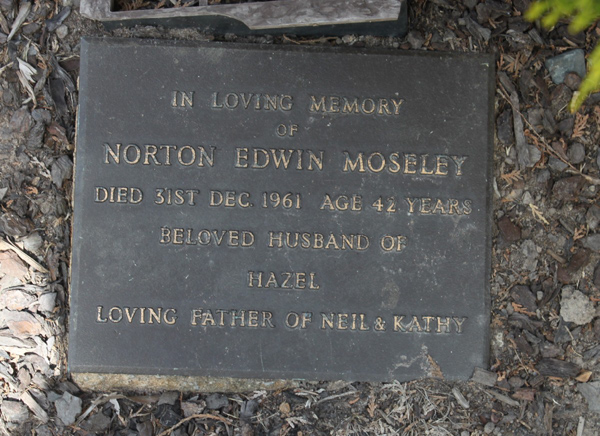 IN LOVING MEMORY
OF
NORTON EDWIN MOSELEY
DIED 31ST DEC. 1961 AGE 42 YEARS
BELOVED HUSBAND OF
HAZEL
LOVING FATHER OF NEIL & KATHY